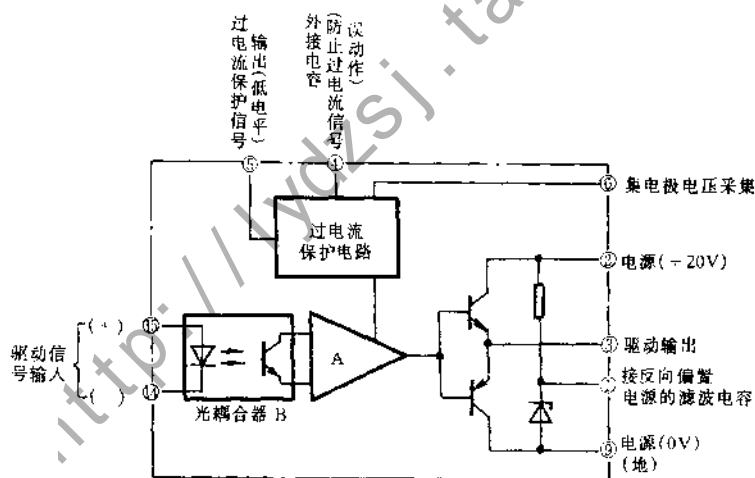 过电流保护信号
输出(低电平)
外接电容
(防止过电流信号
误动作)
⑤
④
⑥ 集电极电压采集
过电流
保护电路
② 电源(+20V)
(+) ⑮
驱动信
号输入
⑭
A
光耦合器 B
③ 驱动输出
接反向偏置
电源的滤波电容
⑨ 电源(0V)
(地)
http://lydzsj.ta